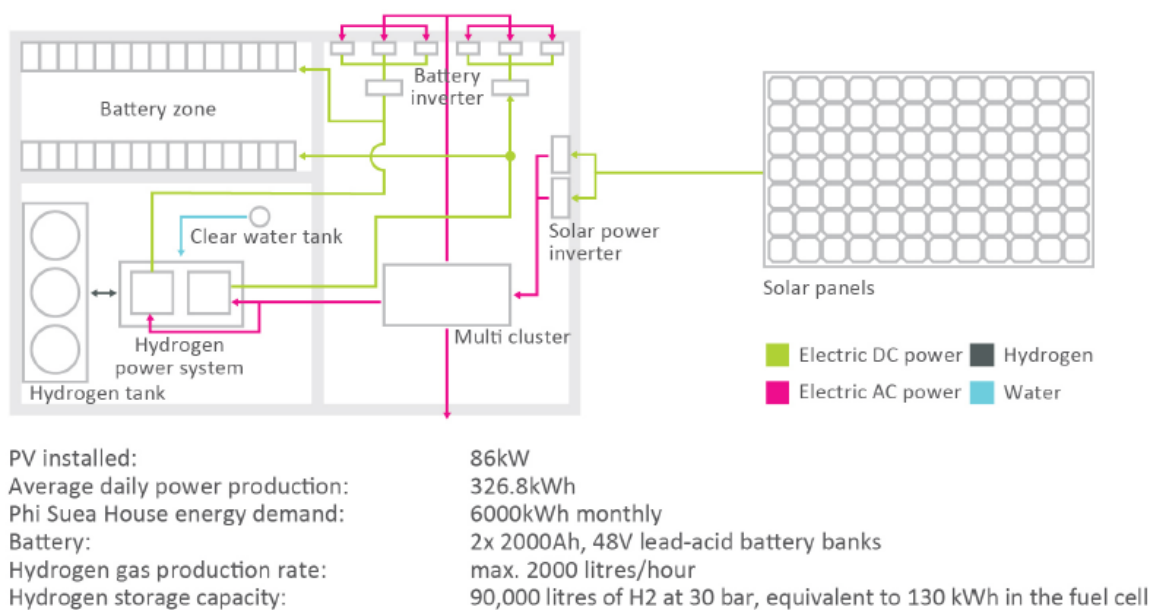 Battery zone
Battery
inverter
Clear water tank
Solar power
inverter
Solar panels
Multi cluster
Hydrogen
power system
Hydrogen tank
Electric DC power
Hydrogen
Electric AC power
Water
PV installed: 86kW
Average daily power production: 326.8kWh
Phi Suea House energy demand: 6000kWh monthly
Battery: 2x 2000Ah, 48V lead-acid battery banks
Hydrogen gas production rate: max. 2000 litres/hour
Hydrogen storage capacity: 90,000 litres of H2 at 30 bar, equivalent to 130 kWh in the fuel cell